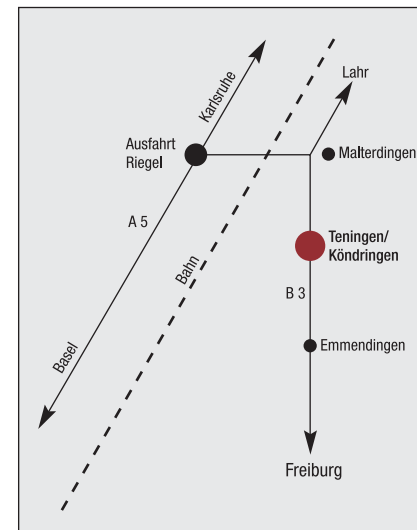 Karlsruhe
Lahr
Ausfahrt
Riegel
Malterdingen
A 5
Teningen/
Köndringen
Bahn
B 3
Basel
Emmendingen
Freiburg